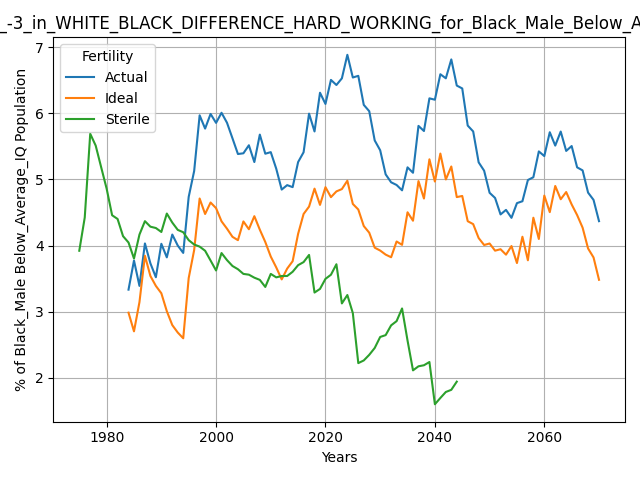 _-3_in_WHITE_BLACK_DIFFERENCE_HARD_WORKING_for_Black_Male_Below_A
7
6
5
4
3
2
% of Black_Male Below_Average_IQ Population
Fertility
Actual
Ideal
Sterile
1980 2000 2020 2040 2060
Years